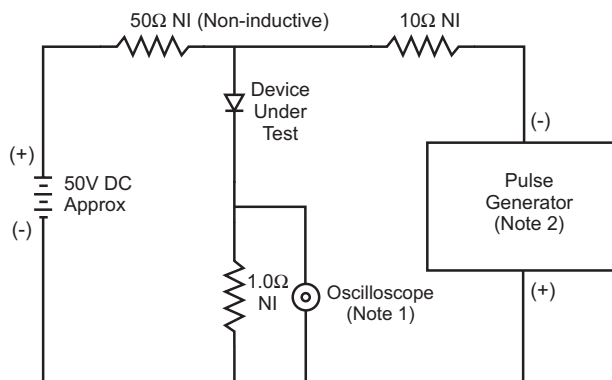 50Ω NI (Non-inductive)
10Ω NI
Device
Under
Test
(+)
50V DC
Approx
(-)
(-)
Pulse
Generator
(Note 2)
(+)
1.0Ω
NI
Oscilloscope
(Note 1)